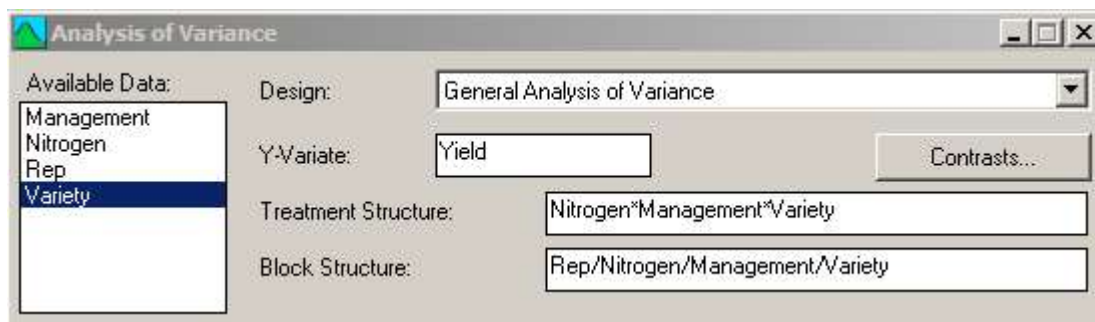 Analysis of Variance
Available Data:
Management
Nitrogen
Rep
Variety
Design: General Analysis of Variance
Y-Variate: Yield Contrasts...
Treatment Structure: Nitrogen*Management*Variety
Block Structure: Rep/Nitrogen/Management/Variety